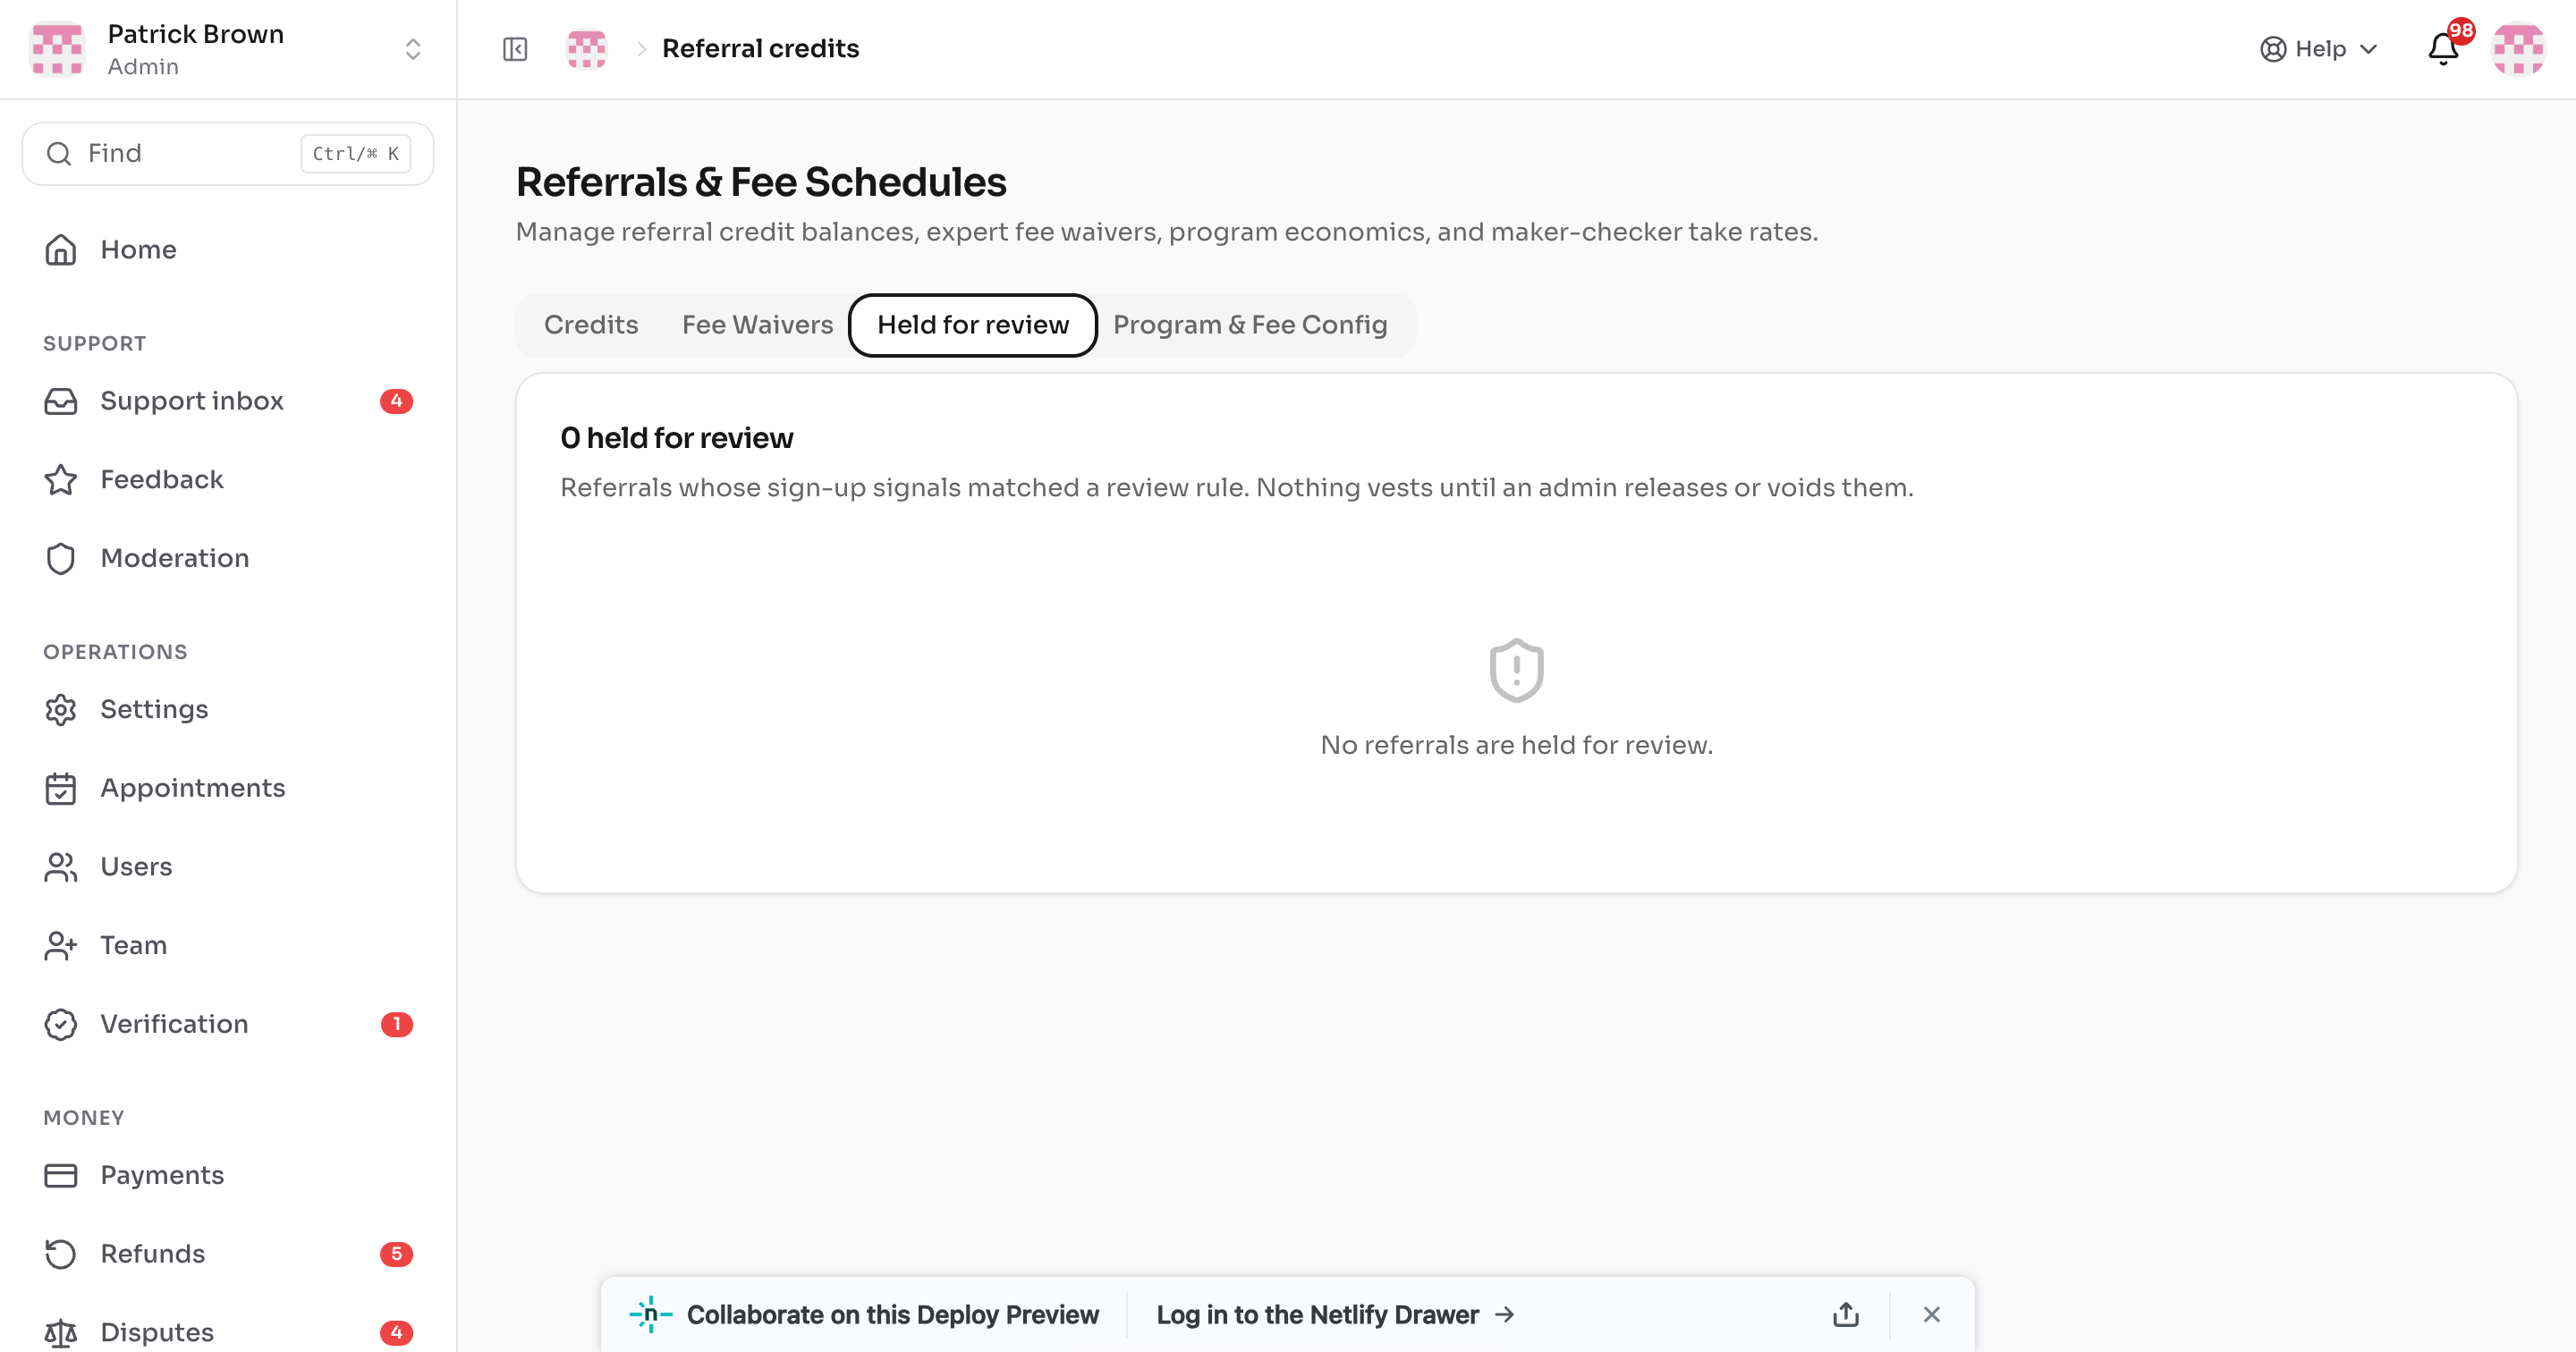 Patrick Brown
Admin
Find
Ctrl/⌘ K
Home
SUPPORT
Support inbox 4
Feedback
Moderation
OPERATIONS
Settings
Appointments
Users
Team
Verification 1
MONEY
Payments
Refunds 5
Disputes 4
Referral credits
Help
98
Referrals & Fee Schedules
Manage referral credit balances, expert fee waivers, program economics, and maker-checker take rates.
Credits Fee Waivers Held for review Program & Fee Config
0 held for review
Referrals whose sign-up signals matched a review rule. Nothing vests until an admin releases or voids them.
No referrals are held for review.
n Collaborate on this Deploy Preview Log in to the Netlify Drawer →